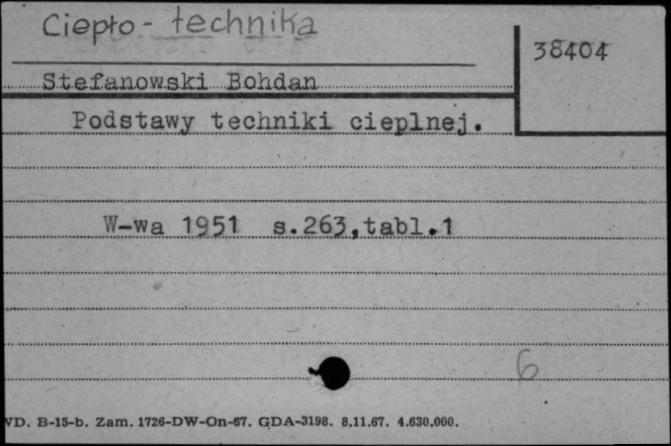 Ciepło - technika
38404
Stefanowski Bohdan
Podstawy techniki cieplnej.
W-wa 1951 s.263,tabl.1
6
VD. B-15-b. Zam. 1726-DW-On-67. GDA-3198. 8.11.67. 4.630.000.